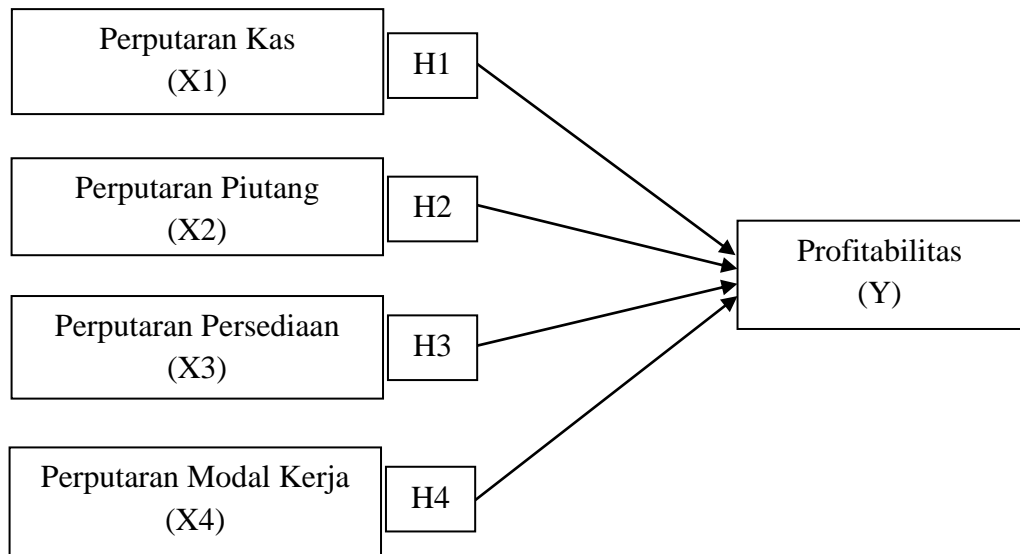 Perputaran Kas
(X1)
H1
Perputaran Piutang
(X2)
H2
Perputaran Persediaan
(X3)
H3
Perputaran Modal Kerja
(X4)
H4
Profitabilitas
(Y)